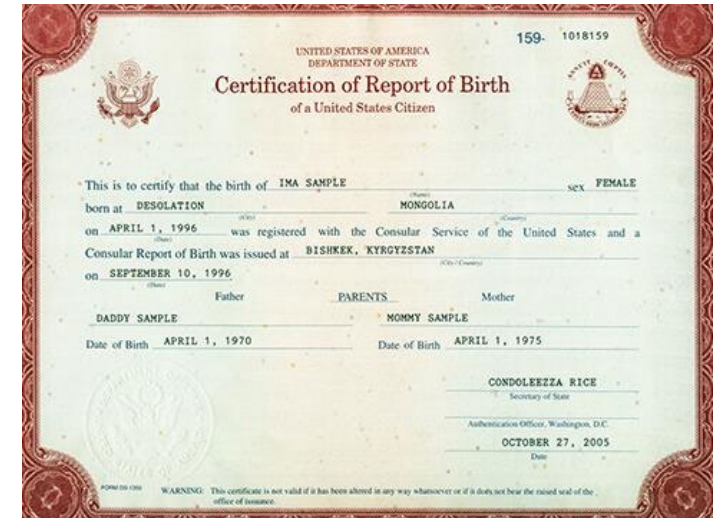 159- 1018159
UNITED STATES OF AMERICA
DEPARTMENT OF STATE
Certification of Report of Birth
of a United States Citizen
ANNUIT CŒPTIS
This is to certify that the birth of IMA SAMPLE sex FEMALE
(Name)
born at DESOLATION MONGOLIA
(City) (Country)
on APRIL 1, 1996 was registered with the Consular Service of the United States and a
(Date)
Consular Report of Birth was issued at BISHKEK, KYRGYZSTAN
(City / Country)
on SEPTEMBER 10, 1996
(Date)
Father PARENTS Mother
DADDY SAMPLE MOMMY SAMPLE
Date of Birth APRIL 1, 1970 Date of Birth APRIL 1, 1975
CONDOLEEZZA RICE
Secretary of State
Authentication Officer, Washington, D.C.
OCTOBER 27, 2005
Date
FORM DS-1350 WARNING: This certificate is not valid if it has been altered in any way whatsoever or if it does not bear the raised seal of the
office of issuance.